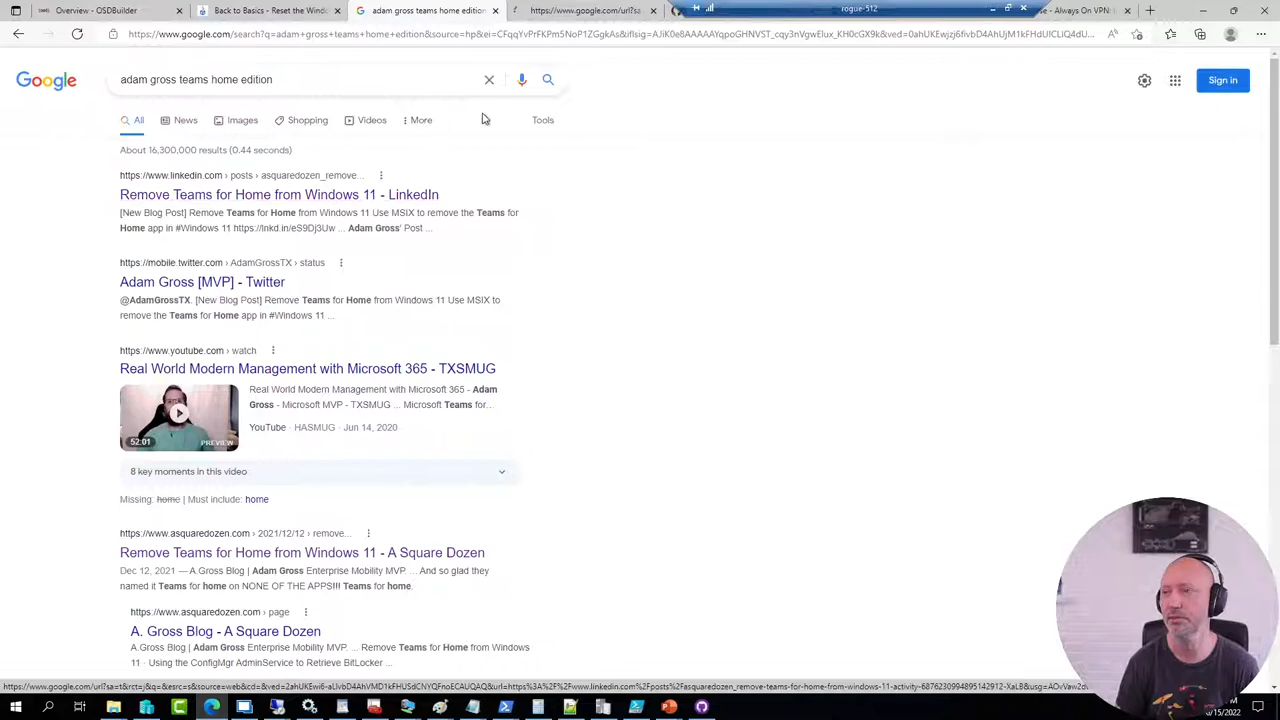 Overview - OSDBuilder
Back to Basics - Reset the Wind
adam gross teams home edition
https://www.google.com/url?sa=t
rogue-512
- Always On VPN
https://www.google.com/search?q=adam+gross+teams+home+edition&source=hp&ei=
Google
adam gross teams home edition
Sign in
All
News
Images
Shopping
Videos
More
Tools
About 16,300,000 results (0.44 seconds)
https://www.linkedin.com › posts › asquaredozen_remove...
Remove Teams for Home from Windows 11 - LinkedIn
[New Blog Post] Remove Teams for Home from Windows 11 Use MSIX to remove the Teams for
Home app in #Windows 11 https://lnkd.in/eS9Dj3Uw ... Adam Gross' Post ...
https://mobile.twitter.com › AdamGrossTX › status
Adam Gross [MVP] - Twitter
@AdamGrossTX. [New Blog Post] Remove Teams for Home from Windows 11 Use MSIX to
remove the Teams for Home app in #Windows 11 ...
https://www.youtube.com › watch
Real World Modern Management with Microsoft 365 - TXSMUG
Real World Modern Management with Microsoft 365 - Adam
Gross - Microsoft MVP - TXSMUG ... Microsoft Teams for...
52:01
PREVIEW
YouTube · HASMUG · Jun 14, 2020
8 key moments in this video
Missing: home | Must include: home
https://www.asquaredozen.com › 2021/12/12 › remove...
Remove Teams for Home from Windows 11 - A Square Dozen
Dec 12, 2021 — A.Gross Blog | Adam Gross Enterprise Mobility MVP. ... And so glad they
named it Teams for home on NONE OF THE APPS!!! Teams for home.
https://www.asquaredozen.com › page
A. Gross Blog - A Square Dozen
A.Gross Blog | Adam Gross Enterprise Mobility MVP. ... Remove Teams for Home from Windows
11 · Using the ConfigMgr AdminService to Retrieve BitLocker ...
/15/2022